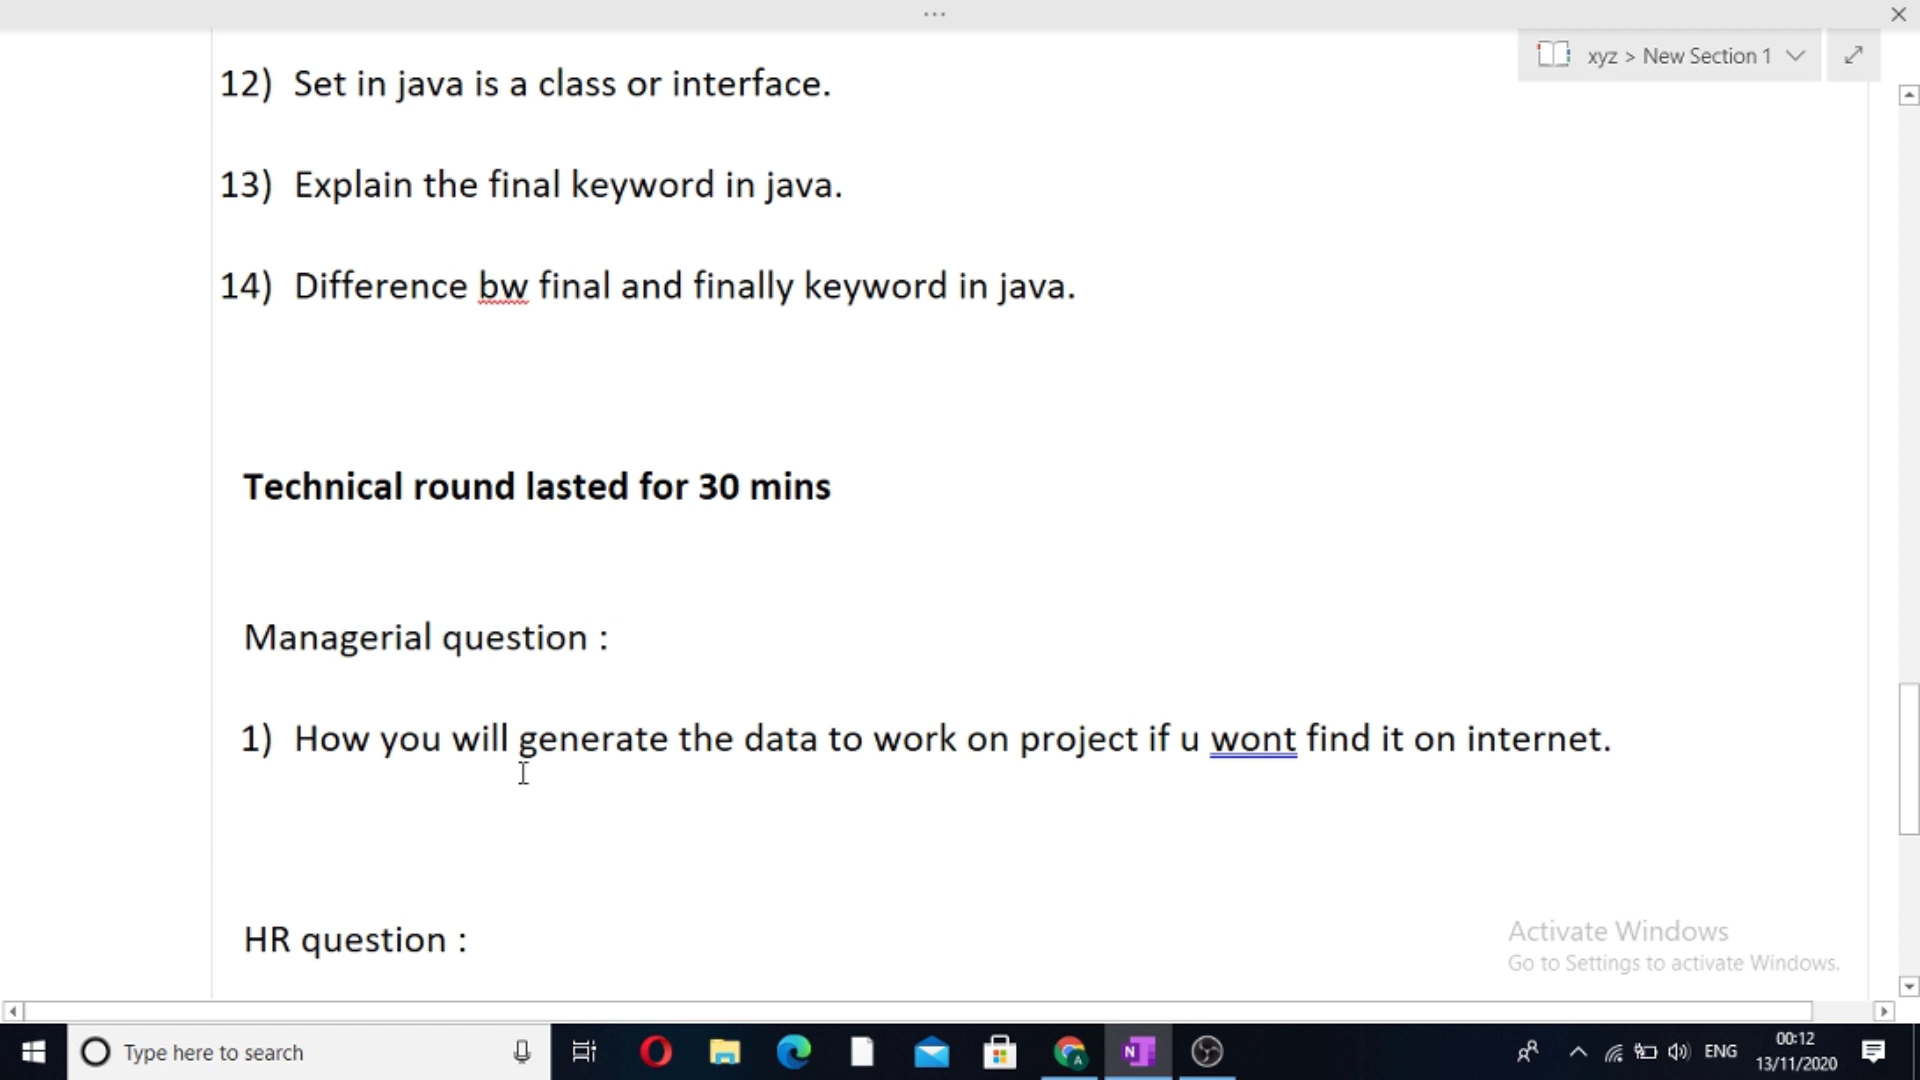 ...
xyz > New Section 1
12) Set in java is a class or interface.
13) Explain the final keyword in java.
14) Difference bw final and finally keyword in java.
Technical round lasted for 30 mins
Managerial question :
1) How you will generate the data to work on project if u wont find it on internet.
HR question :
Activate Windows
Go to Settings to activate Windows.
Type here to search
N
A
ENG
00:12
13/11/2020